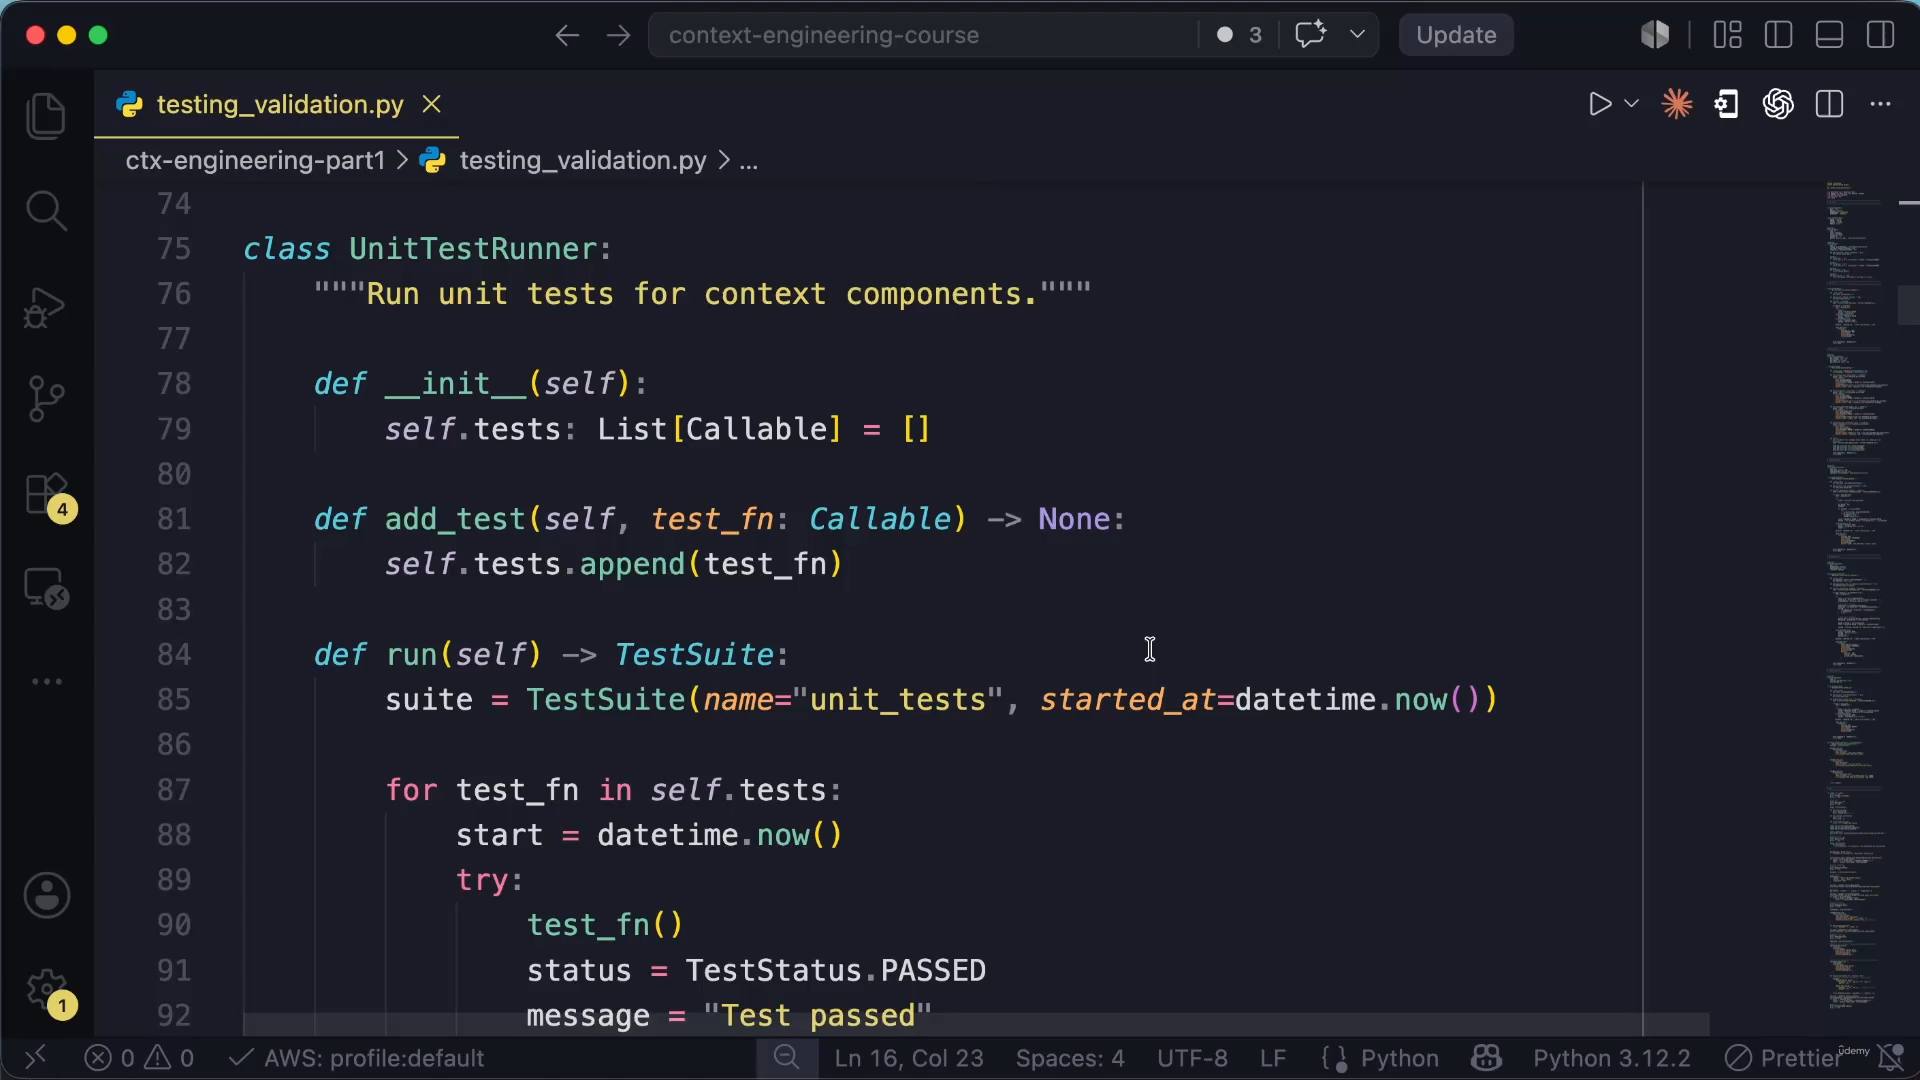 context-engineering-course
3
Update
testing_validation.py
ctx-engineering-part1 > testing_validation.py > ...
74
75 class UnitTestRunner:
76 """Run unit tests for context components."""
77
78 def __init__(self):
79 self.tests: List[Callable] = []
80
81 def add_test(self, test_fn: Callable) -> None:
82 self.tests.append(test_fn)
83
84 def run(self) -> TestSuite:
85 suite = TestSuite(name="unit_tests", started_at=datetime.now())
86
87 for test_fn in self.tests:
88 start = datetime.now()
89 try:
90 test_fn()
91 status = TestStatus.PASSED
92 message = "Test passed"
4
1
0 0 AWS: profile:default Ln 16, Col 23 Spaces: 4 UTF-8 LF Python Python 3.12.2 Prettier
udemy